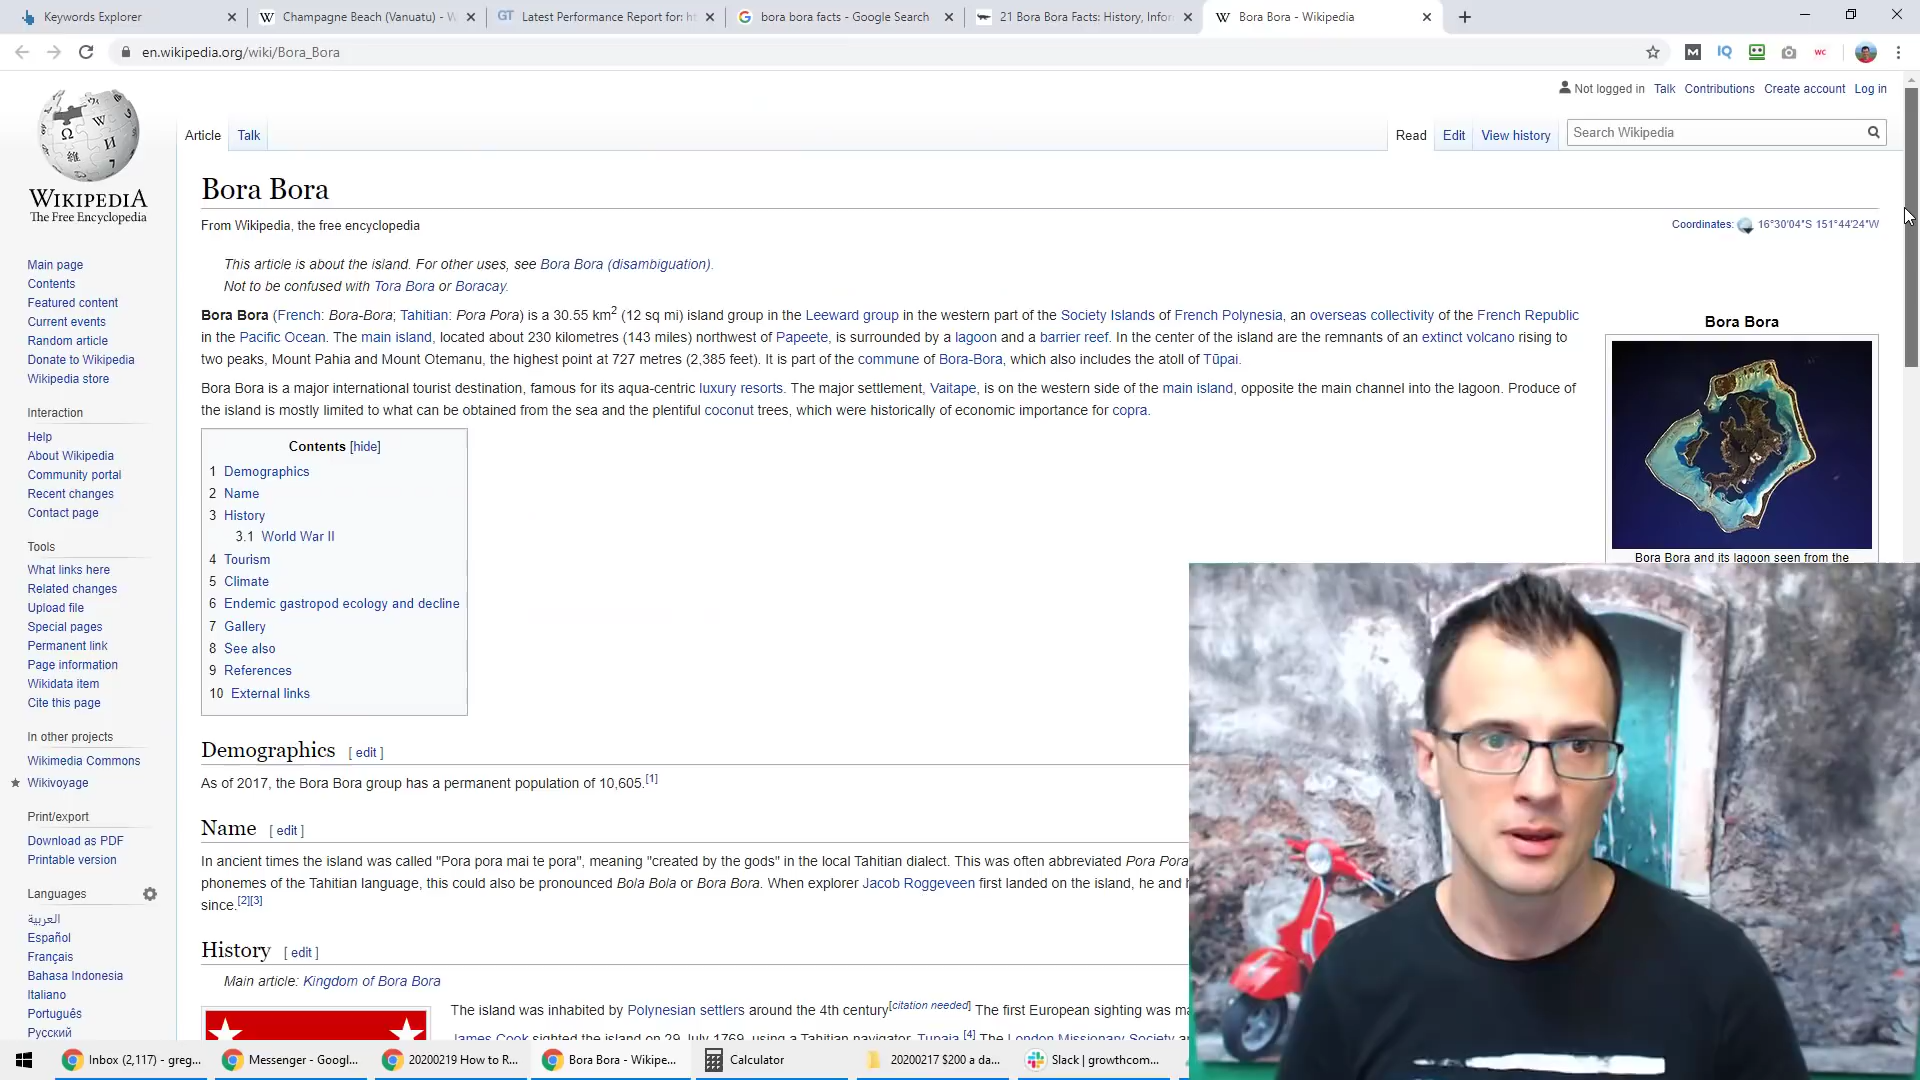 Keywords Explorer
Champagne Beach (Vanuatu) - W
GT Latest Performance Report for: ht
bora bora facts - Google Search
21 Bora Bora Facts: History, Infor
W Bora Bora - Wikipedia
en.wikipedia.org/wiki/Bora_Bora
Not logged in Talk Contributions Create account Log in
Article Talk
Read Edit View history Search Wikipedia
WIKIPEDIA
The Free Encyclopedia
Main page
Contents
Featured content
Current events
Random article
Donate to Wikipedia
Wikipedia store
Interaction
Help
About Wikipedia
Community portal
Recent changes
Contact page
Tools
What links here
Related changes
Upload file
Special pages
Permanent link
Page information
Wikidata item
Cite this page
In other projects
Wikimedia Commons
Wikivoyage
Print/export
Download as PDF
Printable version
Languages
العربية
Español
Français
Bahasa Indonesia
Italiano
Português
Русский
Bora Bora
From Wikipedia, the free encyclopedia
Coordinates: 16°30′04″S 151°44′24″W
This article is about the island. For other uses, see Bora Bora (disambiguation).
Not to be confused with Tora Bora or Boracay.
Bora Bora (French: Bora-Bora; Tahitian: Pora Pora) is a 30.55 km² (12 sq mi) island group in the Leeward group in the western part of the Society Islands of French Polynesia, an overseas collectivity of the French Republic
in the Pacific Ocean. The main island, located about 230 kilometres (143 miles) northwest of Papeete, is surrounded by a lagoon and a barrier reef. In the center of the island are the remnants of an extinct volcano rising to
two peaks, Mount Pahia and Mount Otemanu, the highest point at 727 metres (2,385 feet). It is part of the commune of Bora-Bora, which also includes the atoll of Tūpai.
Bora Bora is a major international tourist destination, famous for its aqua-centric luxury resorts. The major settlement, Vaitape, is on the western side of the main island, opposite the main channel into the lagoon. Produce of
the island is mostly limited to what can be obtained from the sea and the plentiful coconut trees, which were historically of economic importance for copra.
Bora Bora
Bora Bora and its lagoon seen from the
Contents [hide]
1 Demographics
2 Name
3 History
3.1 World War II
4 Tourism
5 Climate
6 Endemic gastropod ecology and decline
7 Gallery
8 See also
9 References
10 External links
Demographics [ edit ]
As of 2017, the Bora Bora group has a permanent population of 10,605.[1]
Name [ edit ]
In ancient times the island was called "Pora pora mai te pora", meaning "created by the gods" in the local Tahitian dialect. This was often abbreviated Pora Pora
phonemes of the Tahitian language, this could also be pronounced Bola Bola or Bora Bora. When explorer Jacob Roggeveen first landed on the island, he and h
since.[2][3]
History [ edit ]
Main article: Kingdom of Bora Bora
The island was inhabited by Polynesian settlers around the 4th century[citation needed] The first European sighting was ma
James Cook sighted the island on 29 July 1769, using a Tahitian navigator, Tupaia.[4] The London Missionary Society a
Inbox (2,117) - greg...
Messenger - Googl...
20200219 How to R...
Bora Bora - Wikipe...
Calculator
20200217 $200 a da...
Slack | growthcom...